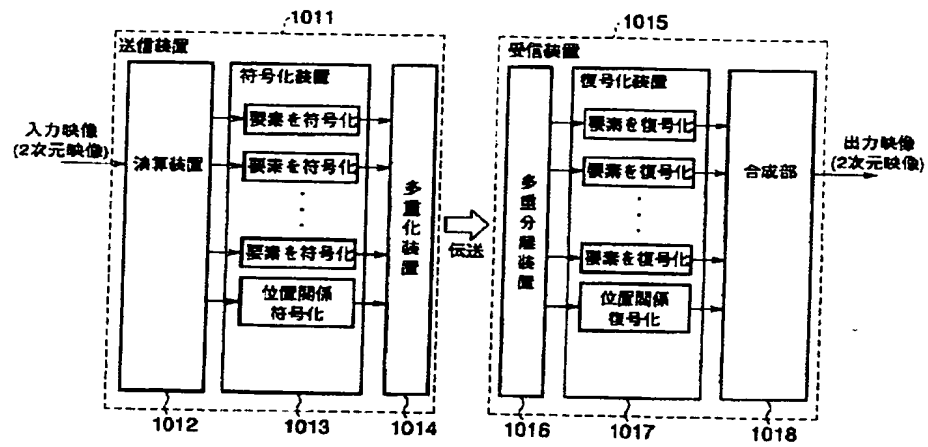 1011
送信装置
入力映像
(2次元映像)
演算装置
符号化装置
要素を符号化
要素を符号化
要素を符号化
位置関係
符号化
多重化装置
1012
1013
1014
伝送
1015
受信装置
多重分離装置
復号化装置
要素を復号化
要素を復号化
要素を復号化
位置関係
復号化
合成部
出力映像
(2次元映像)
1016
1017
1018